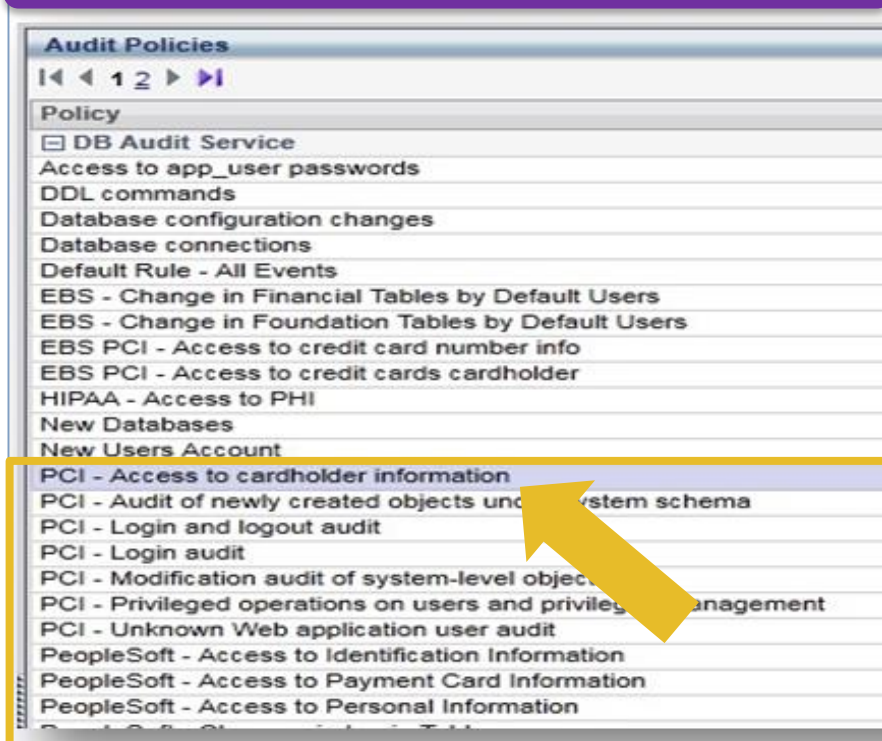 Audit Policies
1 2
Policy
DB Audit Service
Access to app_user passwords
DDL commands
Database configuration changes
Database connections
Default Rule - All Events
EBS - Change in Financial Tables by Default Users
EBS - Change in Foundation Tables by Default Users
EBS PCI - Access to credit card number info
EBS PCI - Access to credit cards cardholder
HIPAA - Access to PHI
New Databases
New Users Account
PCI - Access to cardholder information
PCI - Audit of newly created objects schema
PCI - Login and logout audit
PCI - Login audit
PCI - Modification audit of system-level
PCI - Privileged operations on users and
PCI - Unknown Web application user audit
PeopleSoft - Access to Identification Information
PeopleSoft - Access to Payment Card Information
PeopleSoft - Access to Personal Information